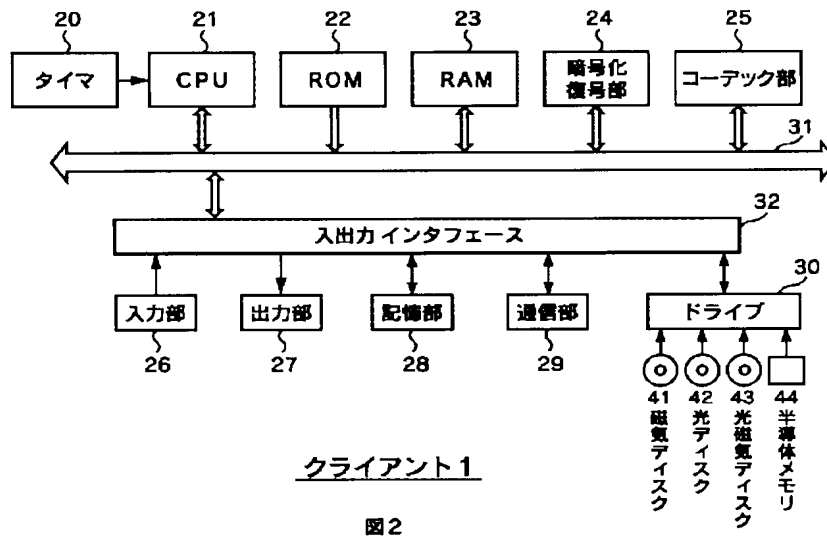 20
21
22
23
24
25
タイマ
CPU
ROM
RAM
暗号化
復号部
コーデック部
31
32
入出力インタフェース
30
入力部
出力部
記憶部
通信部
ドライブ
26
27
28
29
41
42
43
44
磁気ディスク
光ディスク
光磁気ディスク
半導体メモリ
クライアント1
図2